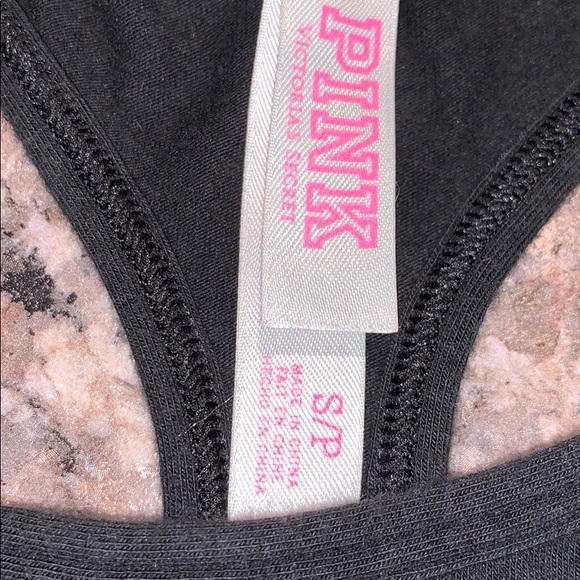 PINK
VICTORIA'S SECRET
S/P
MADE IN CHINA
FAIT EN CHINE
HECHO EN CHINA